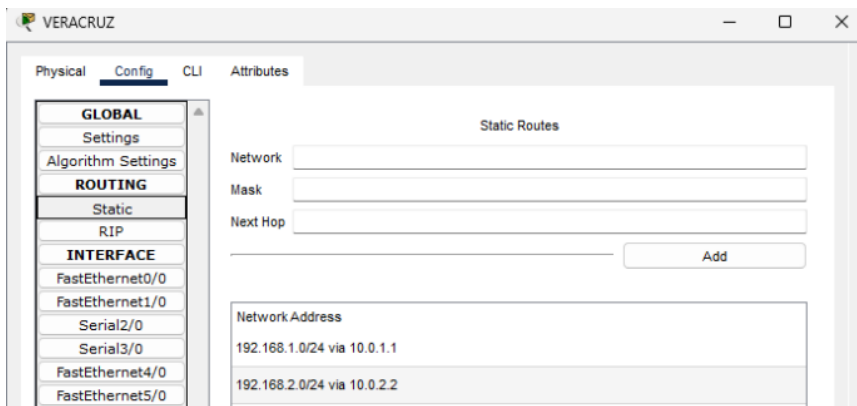 VERACRUZ
Physical Config CLI Attributes
GLOBAL
Settings
Algorithm Settings
ROUTING
Static
RIP
INTERFACE
FastEthernet0/0
FastEthernet1/0
Serial2/0
Serial3/0
FastEthernet4/0
FastEthernet5/0
Static Routes
Network
Mask
Next Hop
Add
Network Address
192.168.1.0/24 via 10.0.1.1
192.168.2.0/24 via 10.0.2.2